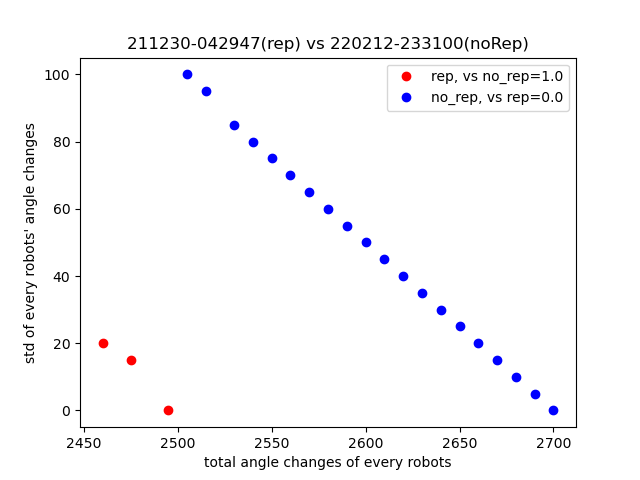 211230-042947(rep) vs 220212-233100(noRep)
rep, vs no_rep=1.0
no_rep, vs rep=0.0
std of every robots' angle changes
100
80
60
40
20
0
2450 2500 2550 2600 2650 2700
total angle changes of every robots